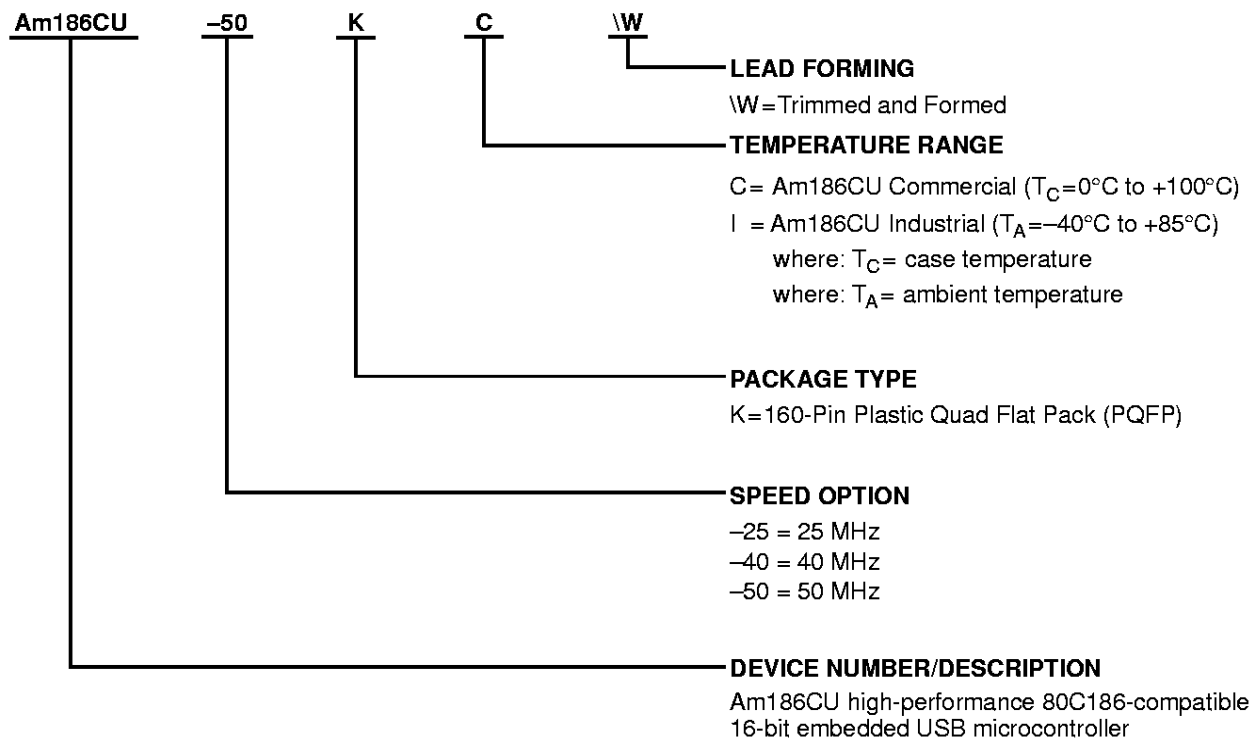 Am186CU –50 K C \W
LEAD FORMING
\W=Trimmed and Formed
TEMPERATURE RANGE
C= Am186CU Commercial (TC=0°C to +100°C)
I = Am186CU Industrial (TA=–40°C to +85°C)
where: TC= case temperature
where: TA= ambient temperature
PACKAGE TYPE
K=160-Pin Plastic Quad Flat Pack (PQFP)
SPEED OPTION
–25 = 25 MHz
–40 = 40 MHz
–50 = 50 MHz
DEVICE NUMBER/DESCRIPTION
Am186CU high-performance 80C186-compatible
16-bit embedded USB microcontroller